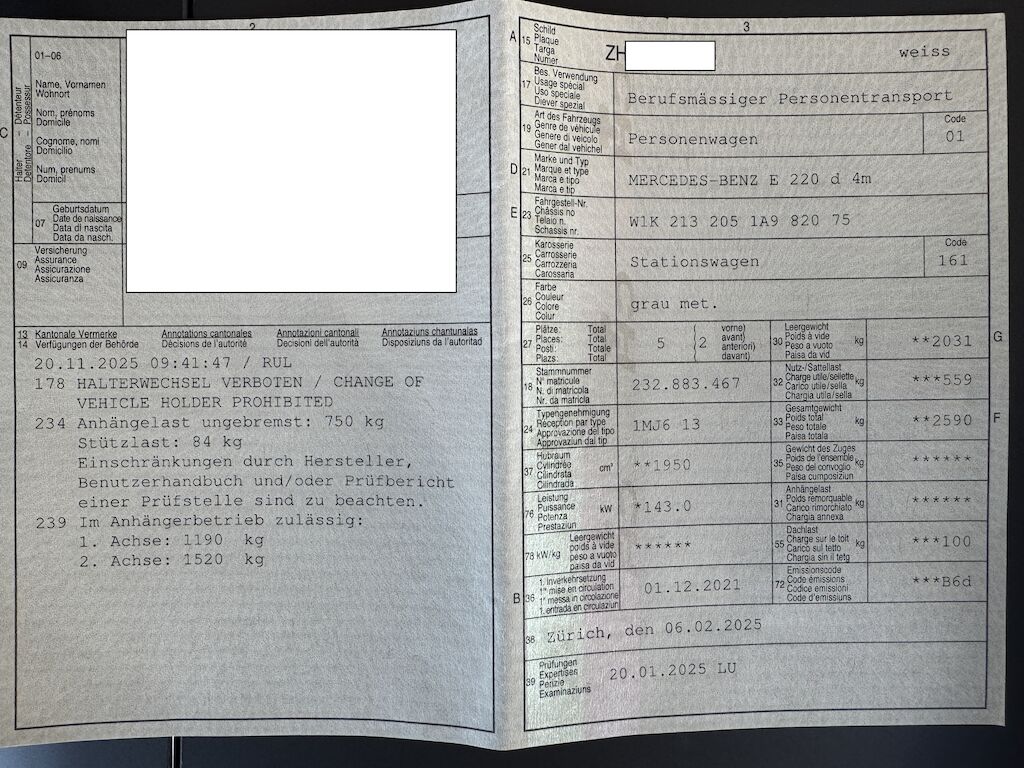 2
C
Halter – Détenteur
Detentore – Possessur
01–06
Name, Vornamen
Wohnort
Nom, prénoms
Domicile
Cognome, nomi
Domicilio
Num, prenums
Domicil
07
Geburtsdatum
Date de naissance
Data di nascita
Data da nasch.
09
Versicherung
Assurance
Assicurazione
Assicuranza
13 Kantonale Vermerke Annotations cantonales Annotazioni cantonali Annotaziuns chantunalas
14 Verfügungen der Behörde Décisions de l'autorité Decisioni dell'autorità Disposiziuns da l'autoritad
20.11.2025 09:41:47 / RUL
178 HALTERWECHSEL VERBOTEN / CHANGE OF
VEHICLE HOLDER PROHIBITED
234 Anhängelast ungebremst: 750 kg
Stützlast: 84 kg
Einschränkungen durch Hersteller,
Benutzerhandbuch und/oder Prüfbericht
einer Prüfstelle sind zu beachten.
239 Im Anhängerbetrieb zulässig:
1. Achse: 1190 kg
2. Achse: 1520 kg
3
A 15
Schild
Plaque
Targa
Numer
ZH weiss
17
Bes. Verwendung
Usage spécial
Uso speciale
Diever spezial
Berufsmässiger Personentransport
19
Art des Fahrzeugs
Genre de véhicule
Genere di veicolo
Gener dal vehichel
Personenwagen
Code
01
D 21
Marke und Typ
Marque et type
Marca e tipo
Marca e tip
MERCEDES-BENZ E 220 d 4m
E 23
Fahrgestell-Nr.
Châssis no
Telaio n.
Schassis nr.
W1K 213 205 1A9 820 75
25
Karosserie
Carrosserie
Carrozzeria
Carossaria
Stationswagen
Code
161
26
Farbe
Couleur
Colore
Colur
grau met.
27
Plätze: Total
Places: Total
Posti: Totale
Plazs: Total
5
2
vorne)
avant)
anteriori)
davant)
30
Leergewicht
Poids à vide
Peso a vuoto
Paisa da vid
kg
**2031
G
18
Stammnummer
N° matricule
N. di matricola
Nr. da matricla
232.883.467
32
Nutz-/Sattellast
Charge utile/sellette
Carico utile/sella
Chargia utila/sella
kg
***559
24
Typengenehmigung
Réception par type
Approvazione del tipo
Approvaziun dal tip
1MJ6 13
33
Gesamtgewicht
Poids total
Peso totale
Paisa totala
kg
**2590
F
37
Hubraum
Cylindrée
Cilindrata
Cilindrada
cm³
**1950
35
Gewicht des Zuges
Poids de l'ensemble
Peso del convoglio
Paisa cumposiziun
kg
******
76
Leistung
Puissance
Potenza
Prestaziun
kW
*143.0
31
Anhängelast
Poids remorquable
Carico rimorchiato
Chargia annexa
kg
******
78 kW/kg
Leergewicht
poids à vide
peso a vuoto
paisa da vid
******
55
Dachlast
Charge sur le toit
Carico sul tetto
Chargia sin il tetg
kg
***100
B 36
1. Inverkehrsetzung
1re mise en circulation
1a messa in circolazione
1. entrada en circulaziun
01.12.2021
72
Emissionscode
Code émissions
Codice emissioni
Code d'emissiuns
***B6d
38 Zürich, den 06.02.2025
39
Prüfungen
Expertises
Perizie
Examinaziuns
20.01.2025 LU